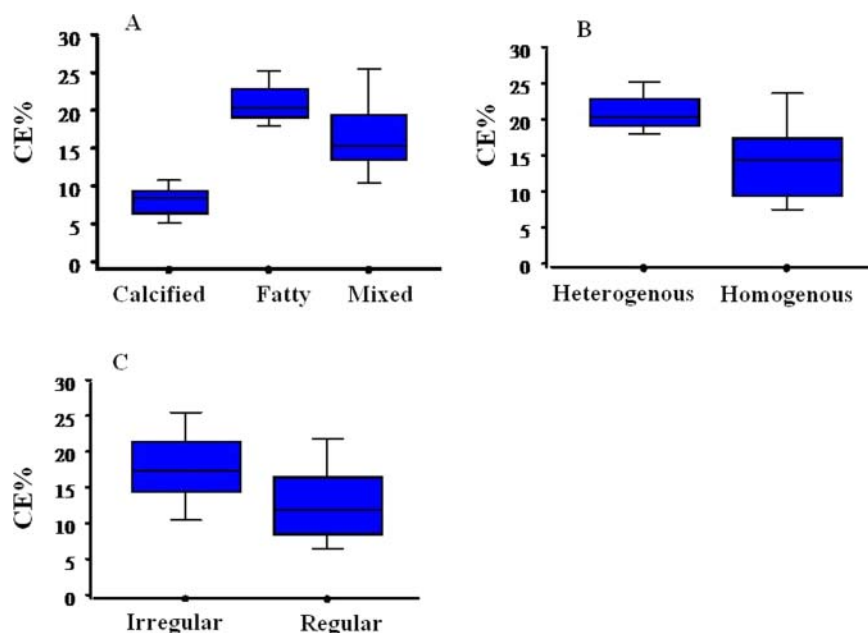 A
CE%
30
25
20
15
10
5
0
Calcified Fatty Mixed
B
CE%
30
25
20
15
10
5
0
Heterogenous Homogenous
C
CE%
30
25
20
15
10
5
0
Irregular Regular